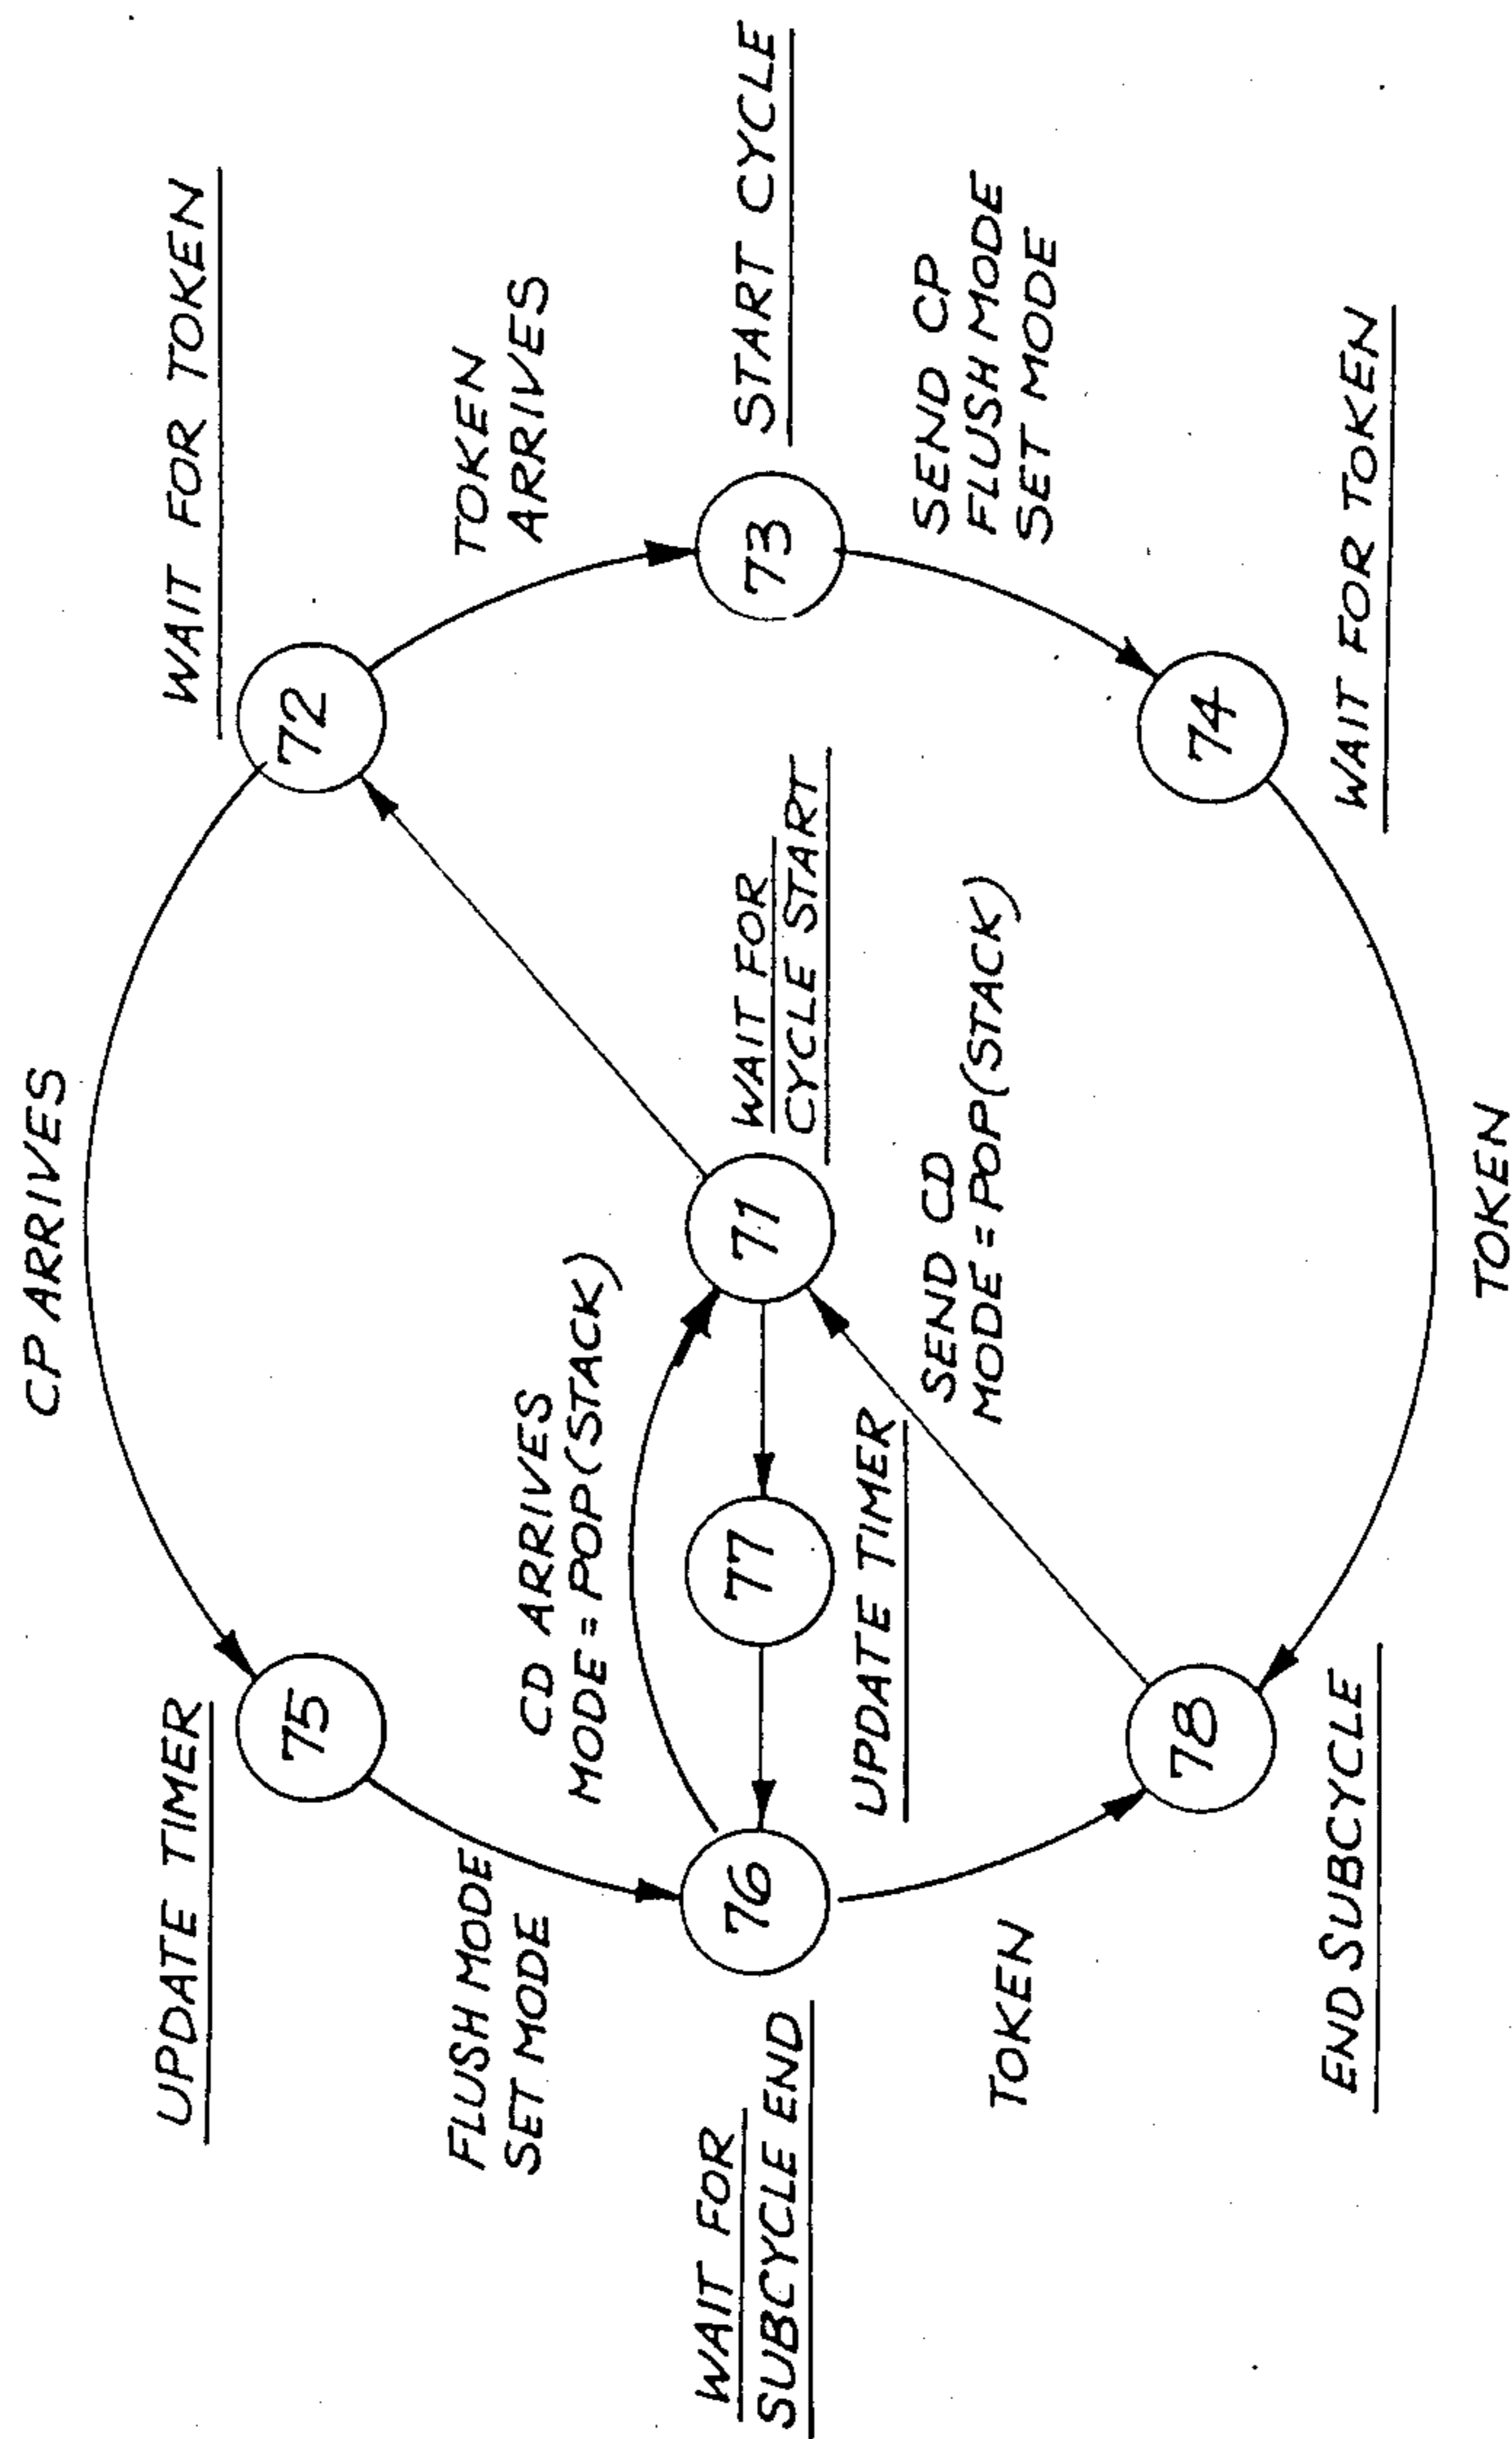 CP ARRIVES
UPDATE TIMER
75
72
WAIT FOR TOKEN
FLUSH MODE
SET MODE
CD ARRIVES
MODE = POP(STACK)
TOKEN
ARRIVES
WAIT FOR
SUBCYCLE END
76
77
71
WAIT FOR
CYCLE START
73
START CYCLE
UPDATE TIMER
SEND CD
MODE = POP(STACK)
SEND CP
FLUSH MODE
SET MODE
TOKEN
78
74
END SUBCYCLE
WAIT FOR TOKEN
TOKEN